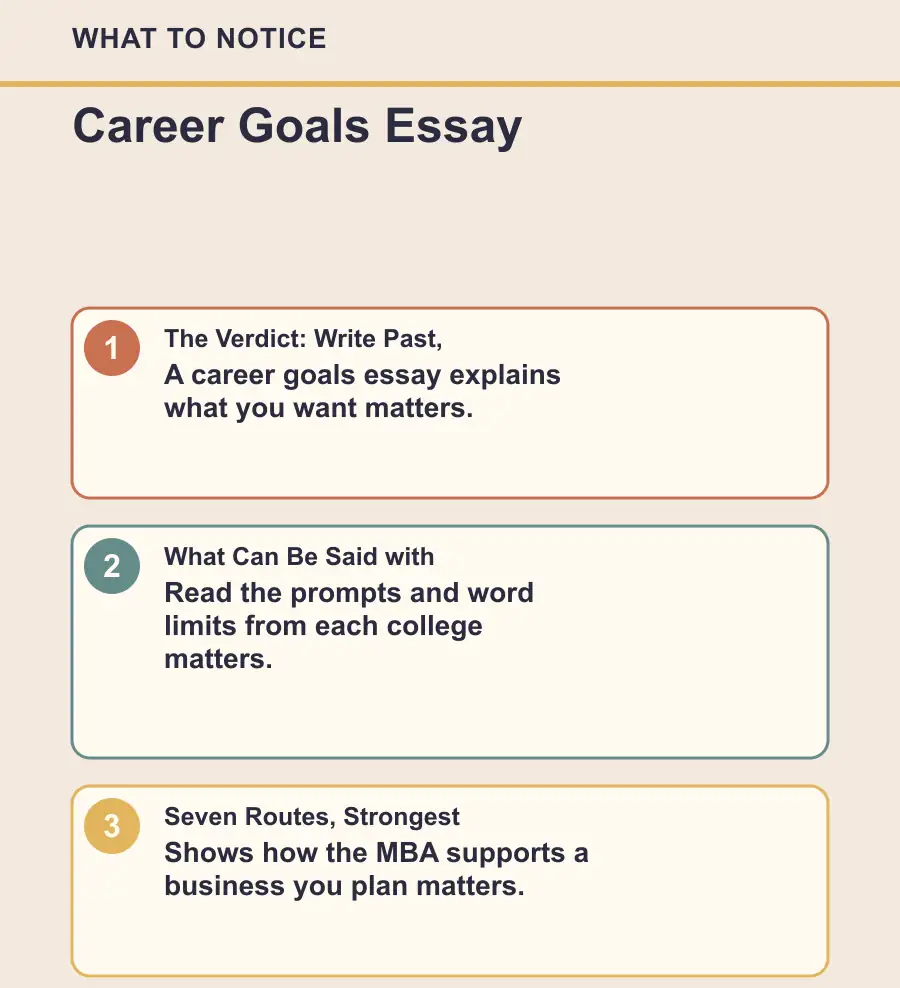 WHAT TO NOTICE
Career Goals Essay
1
The Verdict: Write Past,
A career goals essay explains
what you want matters.
2
What Can Be Said with
Read the prompts and word
limits from each college
matters.
3
Seven Routes, Strongest
Shows how the MBA supports a
business you plan matters.